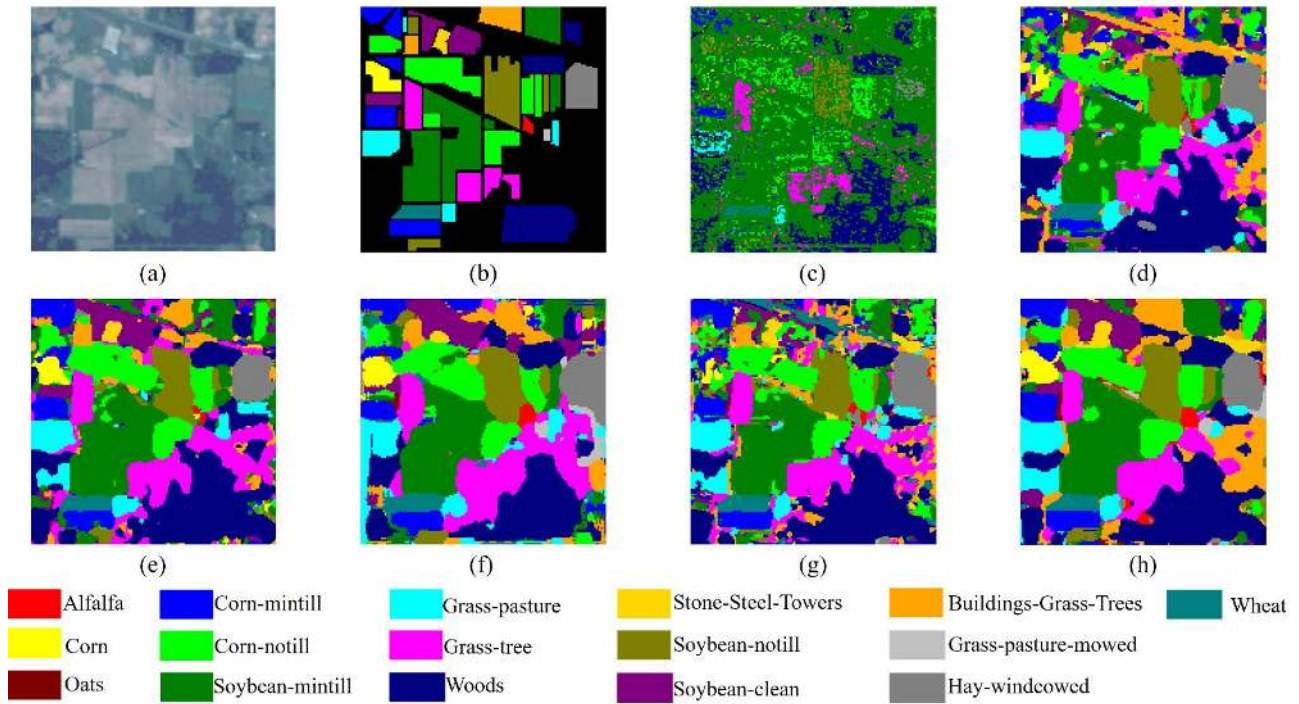 (a) (b) (c) (d)
(e) (f) (g) (h)
Alfalfa Corn-mintill Grass-pasture Stone-Steel-Towers Buildings-Grass-Trees Wheat
Corn Corn-notill Grass-tree Soybean-notill Grass-pasture-mowed
Oats Soybean-mintill Woods Soybean-clean Hay-windeowed